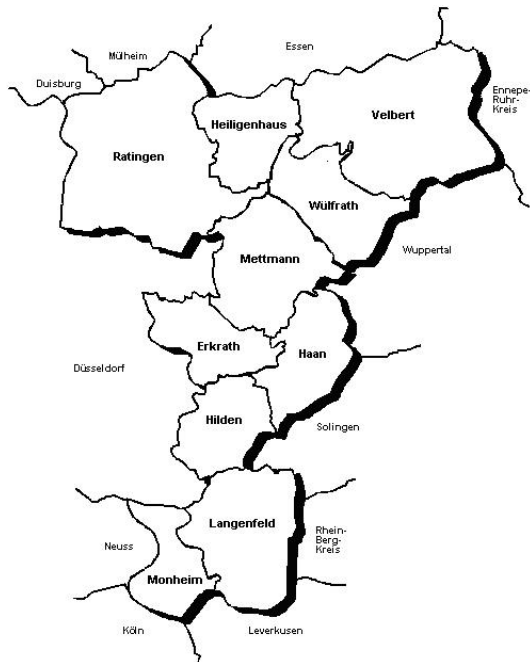 Essen
Mülheim
Duisburg
Ennepe-
Ruhr-
Kreis
Velbert
Heiligenhaus
Ratingen
Wülfrath
Wuppertal
Mettmann
Erkrath
Haan
Düsseldorf
Hilden
Solingen
Langenfeld
Rhein-
Berg-
Kreis
Neuss
Monheim
Köln
Leverkusen